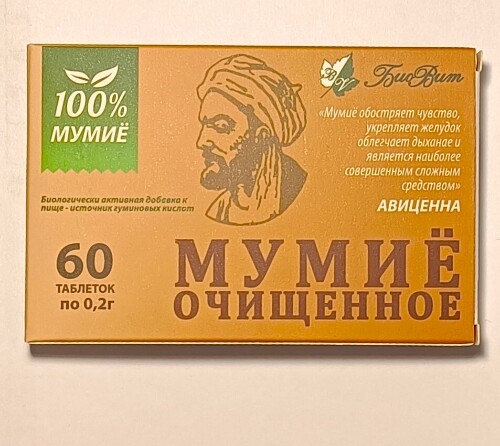 100%
МУМИЁ
BV БиоВит
«Мумиё обостряет чувство,
укрепляет желудок
облегчает дыхание и
является наиболее
совершенным сложным
средством»
АВИЦЕННА
Биологически активная добавка к
пище - источник гуминовых кислот
60
ТАБЛЕТОК
по 0,2г
МУМИЁ
ОЧИЩЕННОЕ